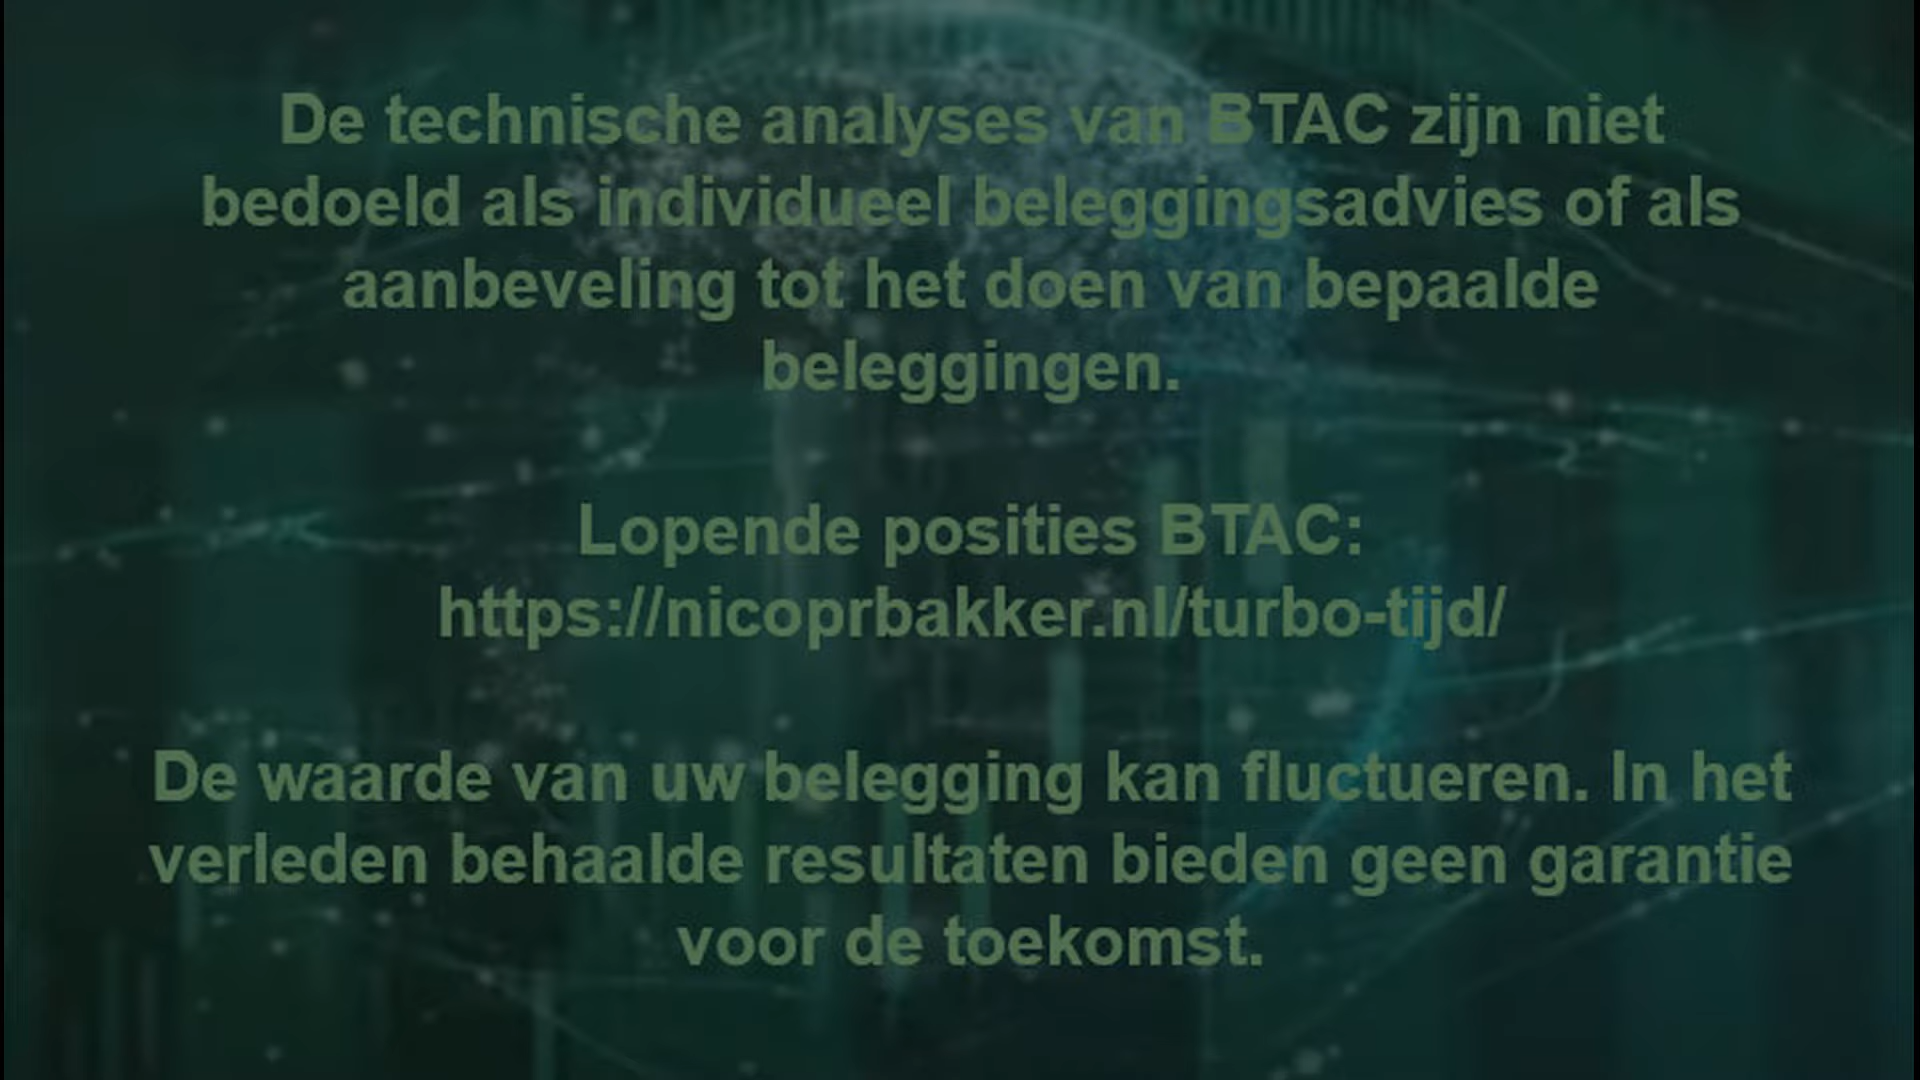 De technische analyses van BTAC zijn niet
bedoeld als individueel beleggingsadvies of als
aanbeveling tot het doen van bepaalde
beleggingen.
Lopende posities BTAC:
https://nicoprbakker.nl/turbo-tijd/
De waarde van uw belegging kan fluctueren. In het
verleden behaalde resultaten bieden geen garantie
voor de toekomst.